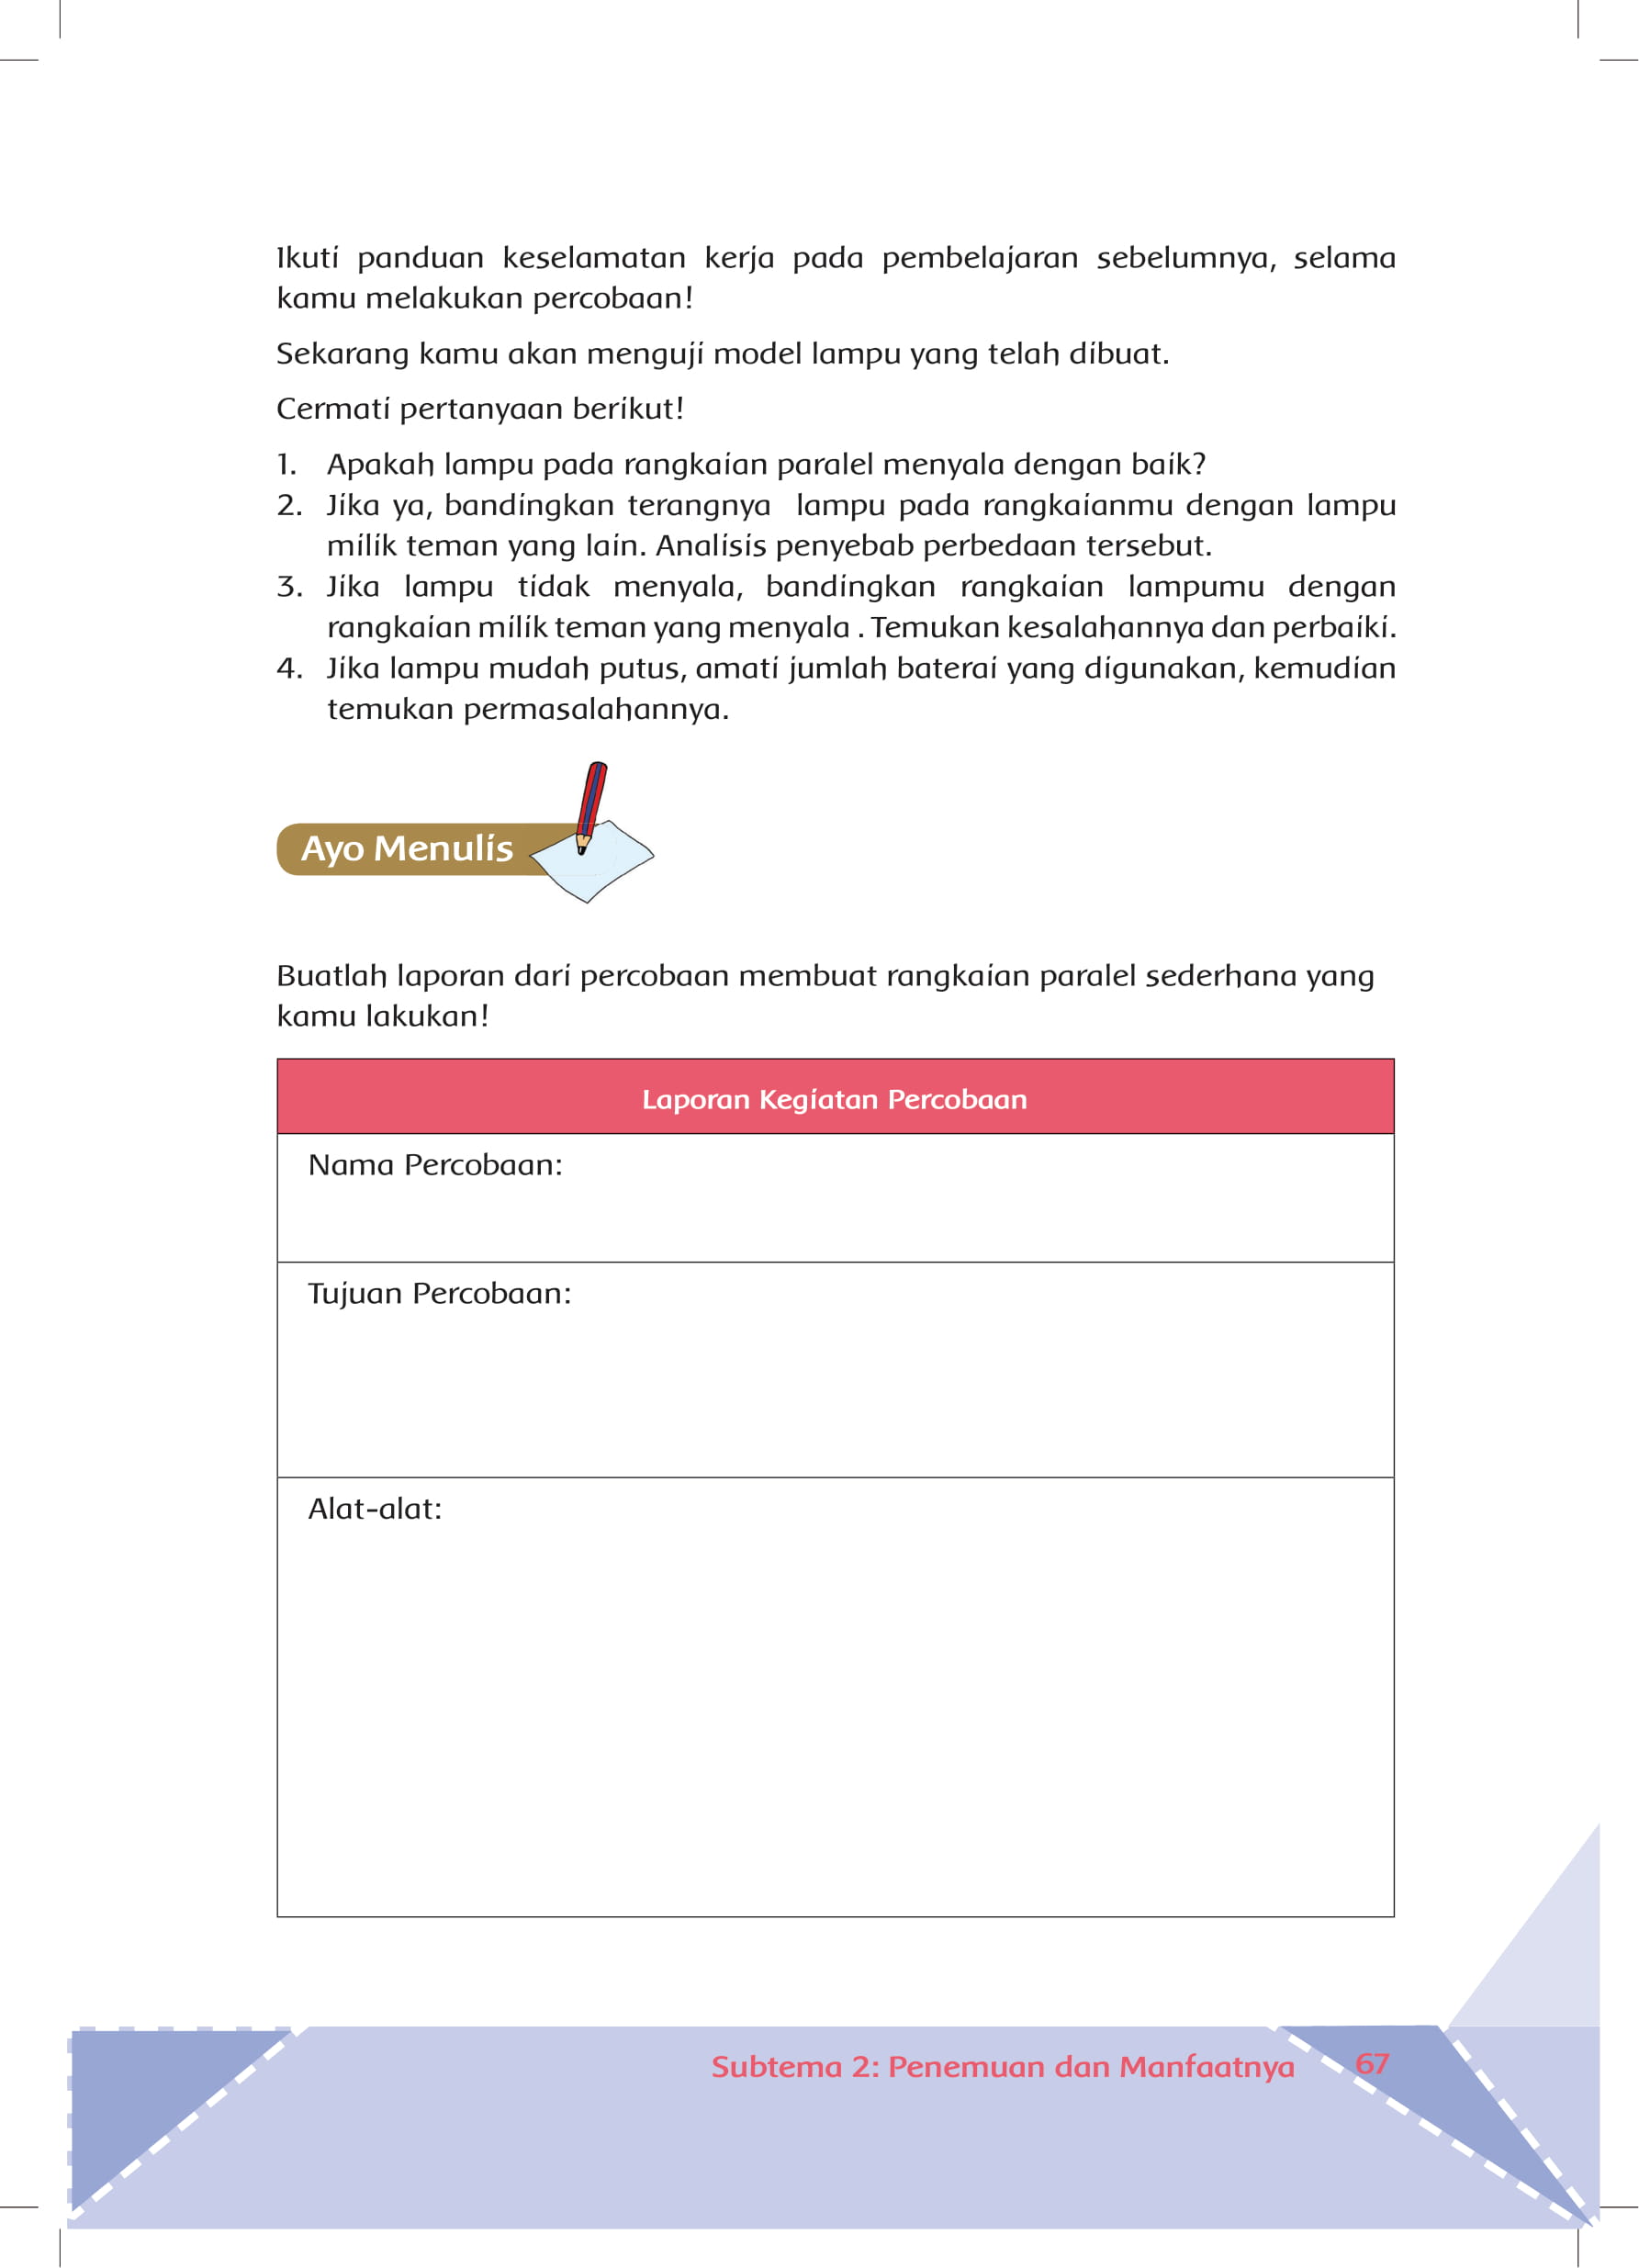 Ikuti panduan keselamatan kerja pada pembelajaran sebelumnya, selama
kamu melakukan percobaan!
Sekarang kamu akan menguji model lampu yang telah dibuat.
Cermati pertanyaan berikut!
1. Apakah lampu pada rangkaian paralel menyala dengan baik?
2. Jika ya, bandingkan terangnya lampu pada rangkaianmu dengan lampu
milik teman yang lain. Analisis penyebab perbedaan tersebut.
3. Jika lampu tidak menyala, bandingkan rangkaian lampumu dengan
rangkaian milik teman yang menyala . Temukan kesalahannya dan perbaiki.
4. Jika lampu mudah putus, amati jumlah baterai yang digunakan, kemudian
temukan permasalahannya.
Ayo Menulis
Buatlah laporan dari percobaan membuat rangkaian paralel sederhana yang
kamu lakukan!
Laporan Kegiatan Percobaan
Nama Percobaan:
Tujuan Percobaan:
Alat-alat:
Subtema 2: Penemuan dan Manfaatnya 67